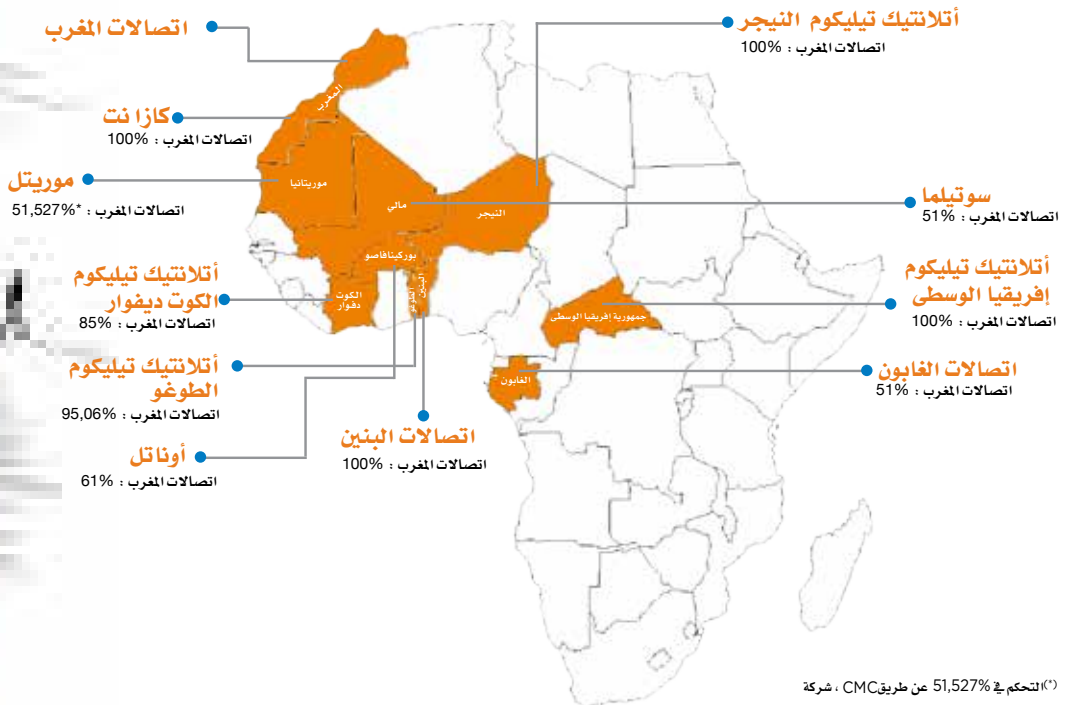 اتصالات المغرب
أتلانتيك تيليكوم النيجر
اتصالات المغرب : 100%
كازا نت
اتصالات المغرب : 100%
موريتل
اتصالات المغرب : *51,527%
سوتيلما
اتصالات المغرب : 51%
أتلانتيك تيليكوم
الكوت ديفوار
اتصالات المغرب : 85%
أتلانتيك تيليكوم
إفريقيا الوسطى
اتصالات المغرب : 100%
أتلانتيك تيليكوم
الطوغو
اتصالات المغرب : 95,06%
اتصالات الغابون
اتصالات المغرب : 51%
أوناتل
اتصالات المغرب : 61%
اتصالات البنين
اتصالات المغرب : 100%
المغرب
موريتانيا
مالي
النيجر
بوركينافاصو
الكوت
دفوار
الطوغو
البنين
جمهورية إفريقيا الوسطى
الغابون
(*)التحكم في 51,527% عن طريق CMC ، شركة